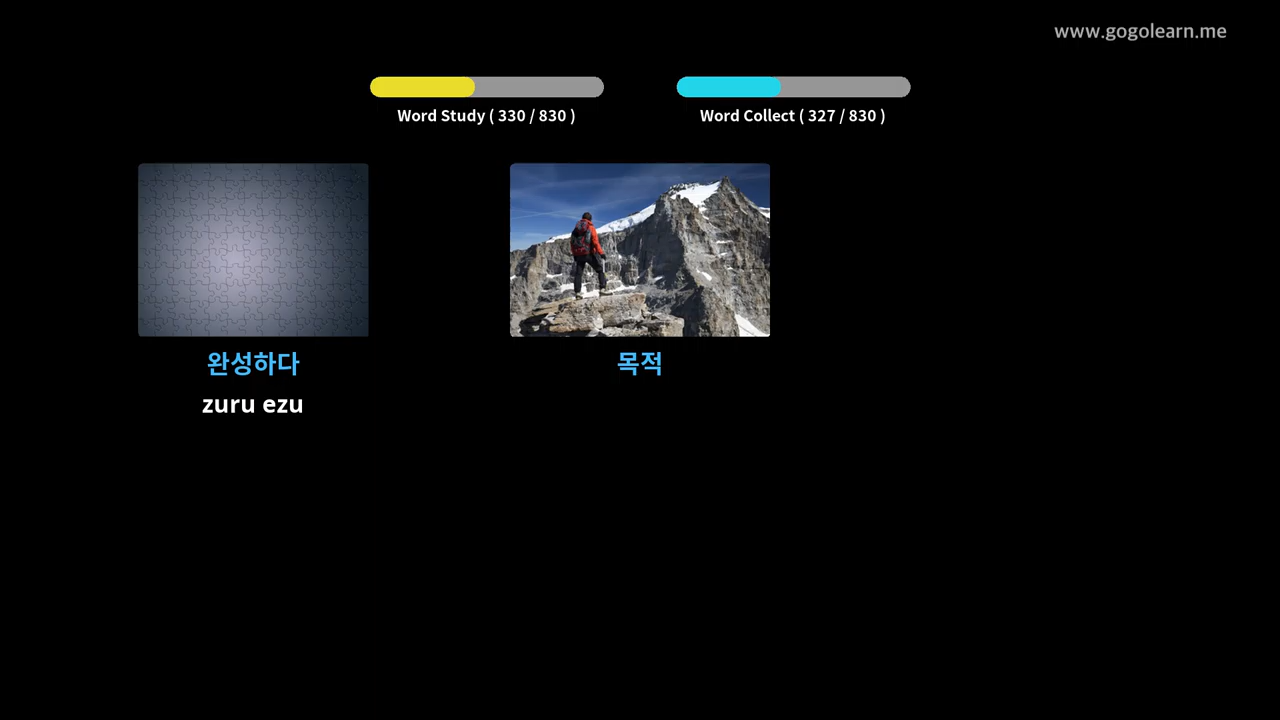 www.gogolearn.me
Word Study ( 330 / 830 )
Word Collect ( 327 / 830 )
완성하다
목적
zuru ezu